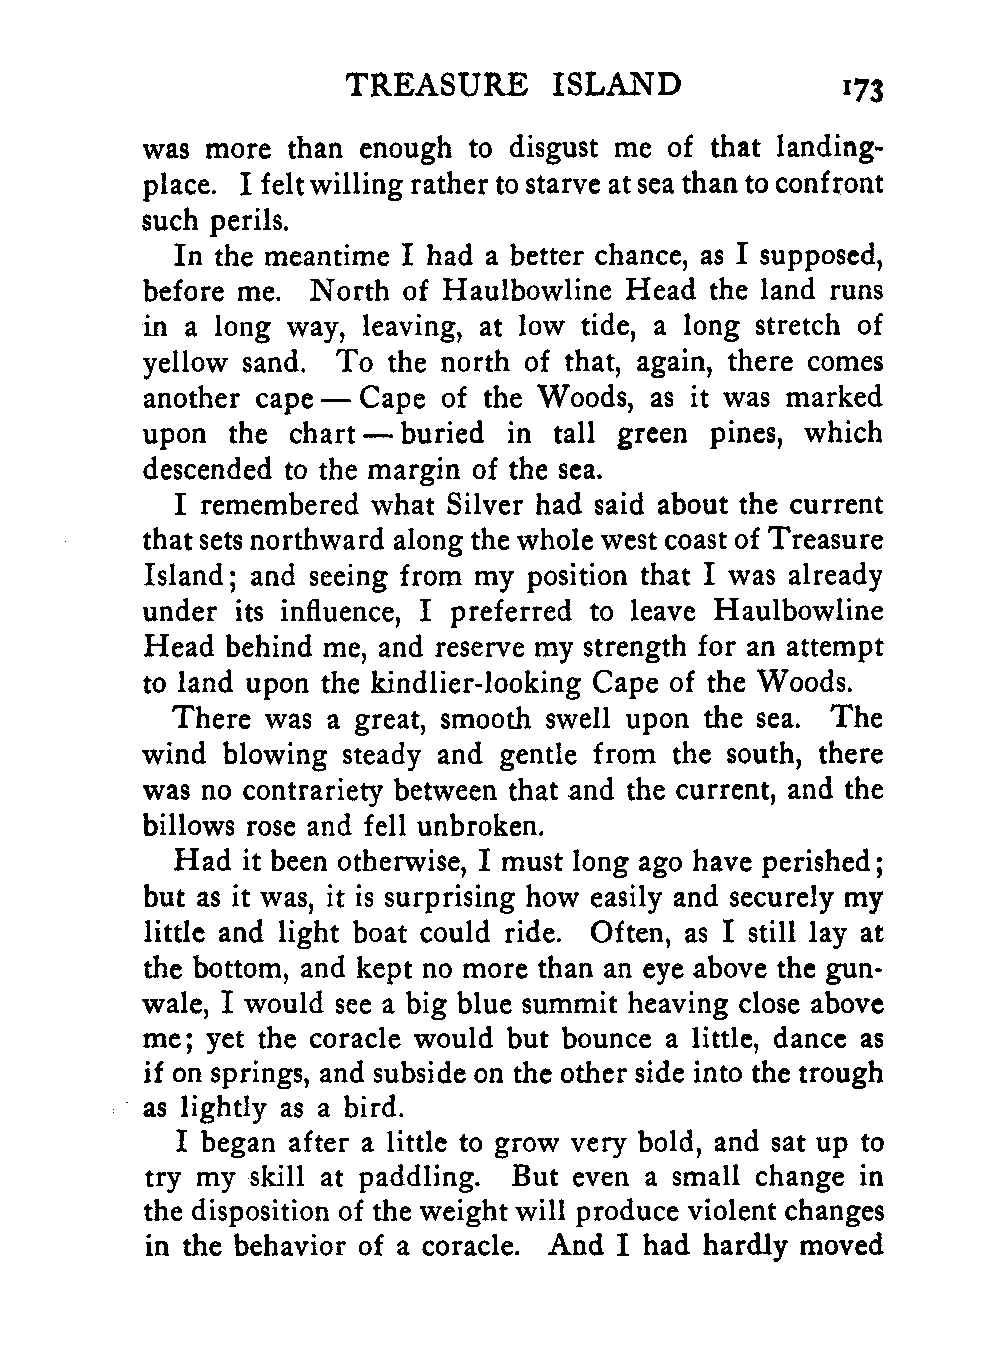 TREASURE ISLAND 173
was more than enough to disgust me of that landing-
place. I felt willing rather to starve at sea than to confront
such perils.
In the meantime I had a better chance, as I supposed,
before me. North of Haulbowline Head the land runs
in a long way, leaving, at low tide, a long stretch of
yellow sand. To the north of that, again, there comes
another cape — Cape of the Woods, as it was marked
upon the chart — buried in tall green pines, which
descended to the margin of the sea.
I remembered what Silver had said about the current
that sets northward along the whole west coast of Treasure
Island; and seeing from my position that I was already
under its influence, I preferred to leave Haulbowline
Head behind me, and reserve my strength for an attempt
to land upon the kindlier-looking Cape of the Woods.
There was a great, smooth swell upon the sea. The
wind blowing steady and gentle from the south, there
was no contrariety between that and the current, and the
billows rose and fell unbroken.
Had it been otherwise, I must long ago have perished;
but as it was, it is surprising how easily and securely my
little and light boat could ride. Often, as I still lay at
the bottom, and kept no more than an eye above the gun-
wale, I would see a big blue summit heaving close above
me; yet the coracle would but bounce a little, dance as
if on springs, and subside on the other side into the trough
as lightly as a bird.
I began after a little to grow very bold, and sat up to
try my skill at paddling. But even a small change in
the disposition of the weight will produce violent changes
in the behavior of a coracle. And I had hardly moved